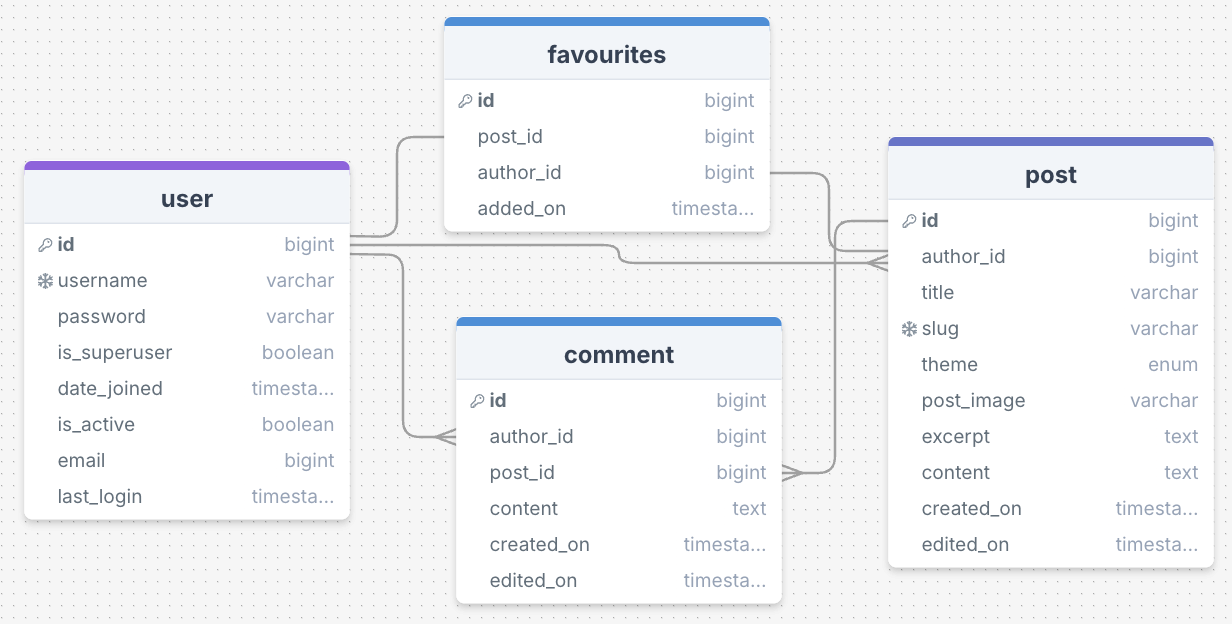 favourites
id bigint
post_id bigint
author_id bigint
added_on timesta...
user
id bigint
username varchar
password varchar
is_superuser boolean
date_joined timesta...
is_active boolean
email bigint
last_login timesta...
comment
id bigint
author_id bigint
post_id bigint
content text
created_on timesta...
edited_on timesta...
post
id bigint
author_id bigint
title varchar
slug varchar
theme enum
post_image varchar
excerpt text
content text
created_on timesta...
edited_on timesta...